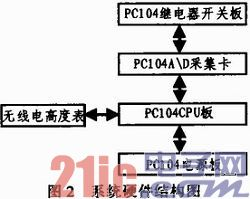 PC104继电器开关板
PC104A\D采集卡
无线电高度表
PC104CPU板
PC104电源板
21ic
图2 系统硬件结构图